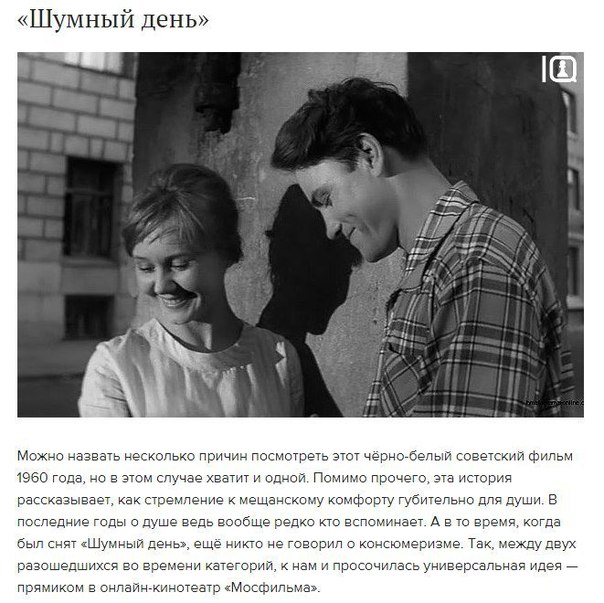 «Шумный день»
IQ
Можно назвать несколько причин посмотреть этот чёрно-белый советский фильм
1960 года, но в этом случае хватит и одной. Помимо прочего, эта история
рассказывает, как стремление к мещанскому комфорту губительно для души. В
последние годы о душе ведь вообще редко кто вспоминает. А в то время, когда
был снят «Шумный день», ещё никто не говорил о консюмеризме. Так, между двух
разошедшихся во времени категорий, к нам и просочилась универсальная идея —
прямиком в онлайн-кинотеатр «Мосфильма».